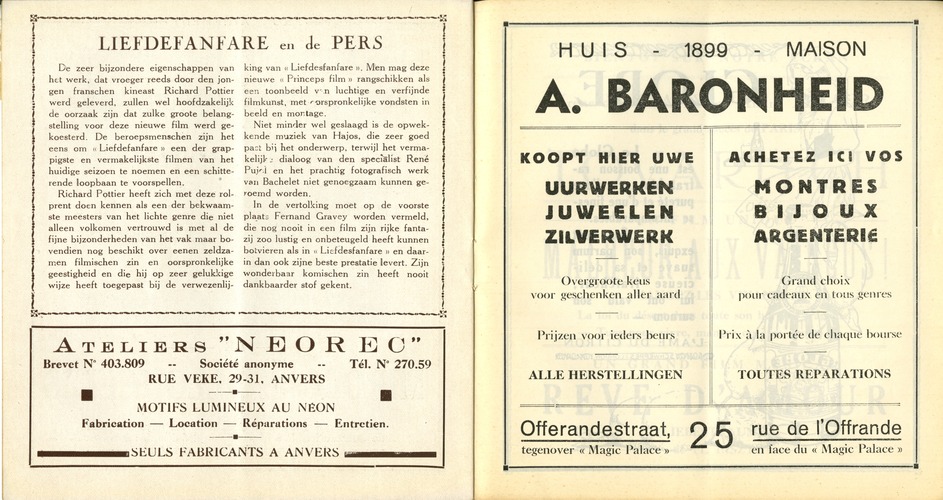 LIEFDEFANFARE en de PERS
De zeer bijzondere eigenschappen van
het werk, dat vroeger reeds door den jon-
gen franschen kineast Richard Pottier
werd geleverd, zullen wel hoofdzakelijk
de oorzaak zijn dat zulke groote belang-
stelling voor deze nieuwe film werd ge-
koesterd. De beroepsmenschen zijn het
eens om « Liefdefanfare » een der grap-
pigste en vermakelijkste filmen van het
huidige seizoen te noemen en een schitte-
rende loopbaan te voorspellen.
Richard Pottier heeft zich met deze rol-
prent doen kennen als een der bekwaam-
ste meesters van het lichte genre die niet
alleen volkomen vertrouwd is met al de
fijne bijzonderheden van het vak maar bo-
vendien nog beschikt over eenen zeldza-
men filmischen zin en oorspronkelijke
geestigheid en die hij op zeer gelukkige
wijze heeft toegepast bij de verwezenlij-
king van « Liefdesfanfare ». Men mag deze
nieuwe « Princeps film » rangschikken als
een toonbeeld van luchtige en verfijnde
filmkunst, met oorspronkelijke vondsten in
beeld en montage.
Niet minder wel geslaagd is de opwek-
kende muziek van Hajos, die zeer goed
past bij het onderwerp, terwijl het verma-
kelijke dialoog van den specialist René
Pujol en het prachtig fotografisch werk
van Bachelet niet genoegzaam kunnen ge-
roemd worden.
In de vertolking moet op de voorste
plaats Fernand Gravey worden vermeld,
die nog nooit in een film zijn rijke fanta-
zij zoo lustig en onbeteugeld heeft kunnen
botvieren als in « Liefdesfanfare » en daar-
in dan ook zijne beste prestatie levert. Zijn
wonderbaar komischen zin heeft nooit
dankbaarder stof gekent.
ATELIERS "NEOREC"
Brevet N° 403.809 -- Société anonyme -- Tél. N° 270.59
RUE VEKE, 29-31, ANVERS
MOTIFS LUMINEUX AU NÉON
Fabrication — Location — Réparations — Entretien.
SEULS FABRICANTS A ANVERS
HUIS - 1899 - MAISON
A. BARONHEID
KOOPT HIER UWE
UURWERKEN
JUWEELEN
ZILVERWERK
Overgroote keus
voor geschenken aller aard
Prijzen voor ieders beurs
ALLE HERSTELLINGEN
ACHETEZ ICI VOS
MONTRES
BIJOUX
ARGENTERIE
Grand choix
pour cadeaux en tous genres
Prix à la portée de chaque bourse
TOUTES REPARATIONS
Offerandestraat, 25 rue de l'Offrande
tegenover « Magic Palace » en face du « Magic Palace »